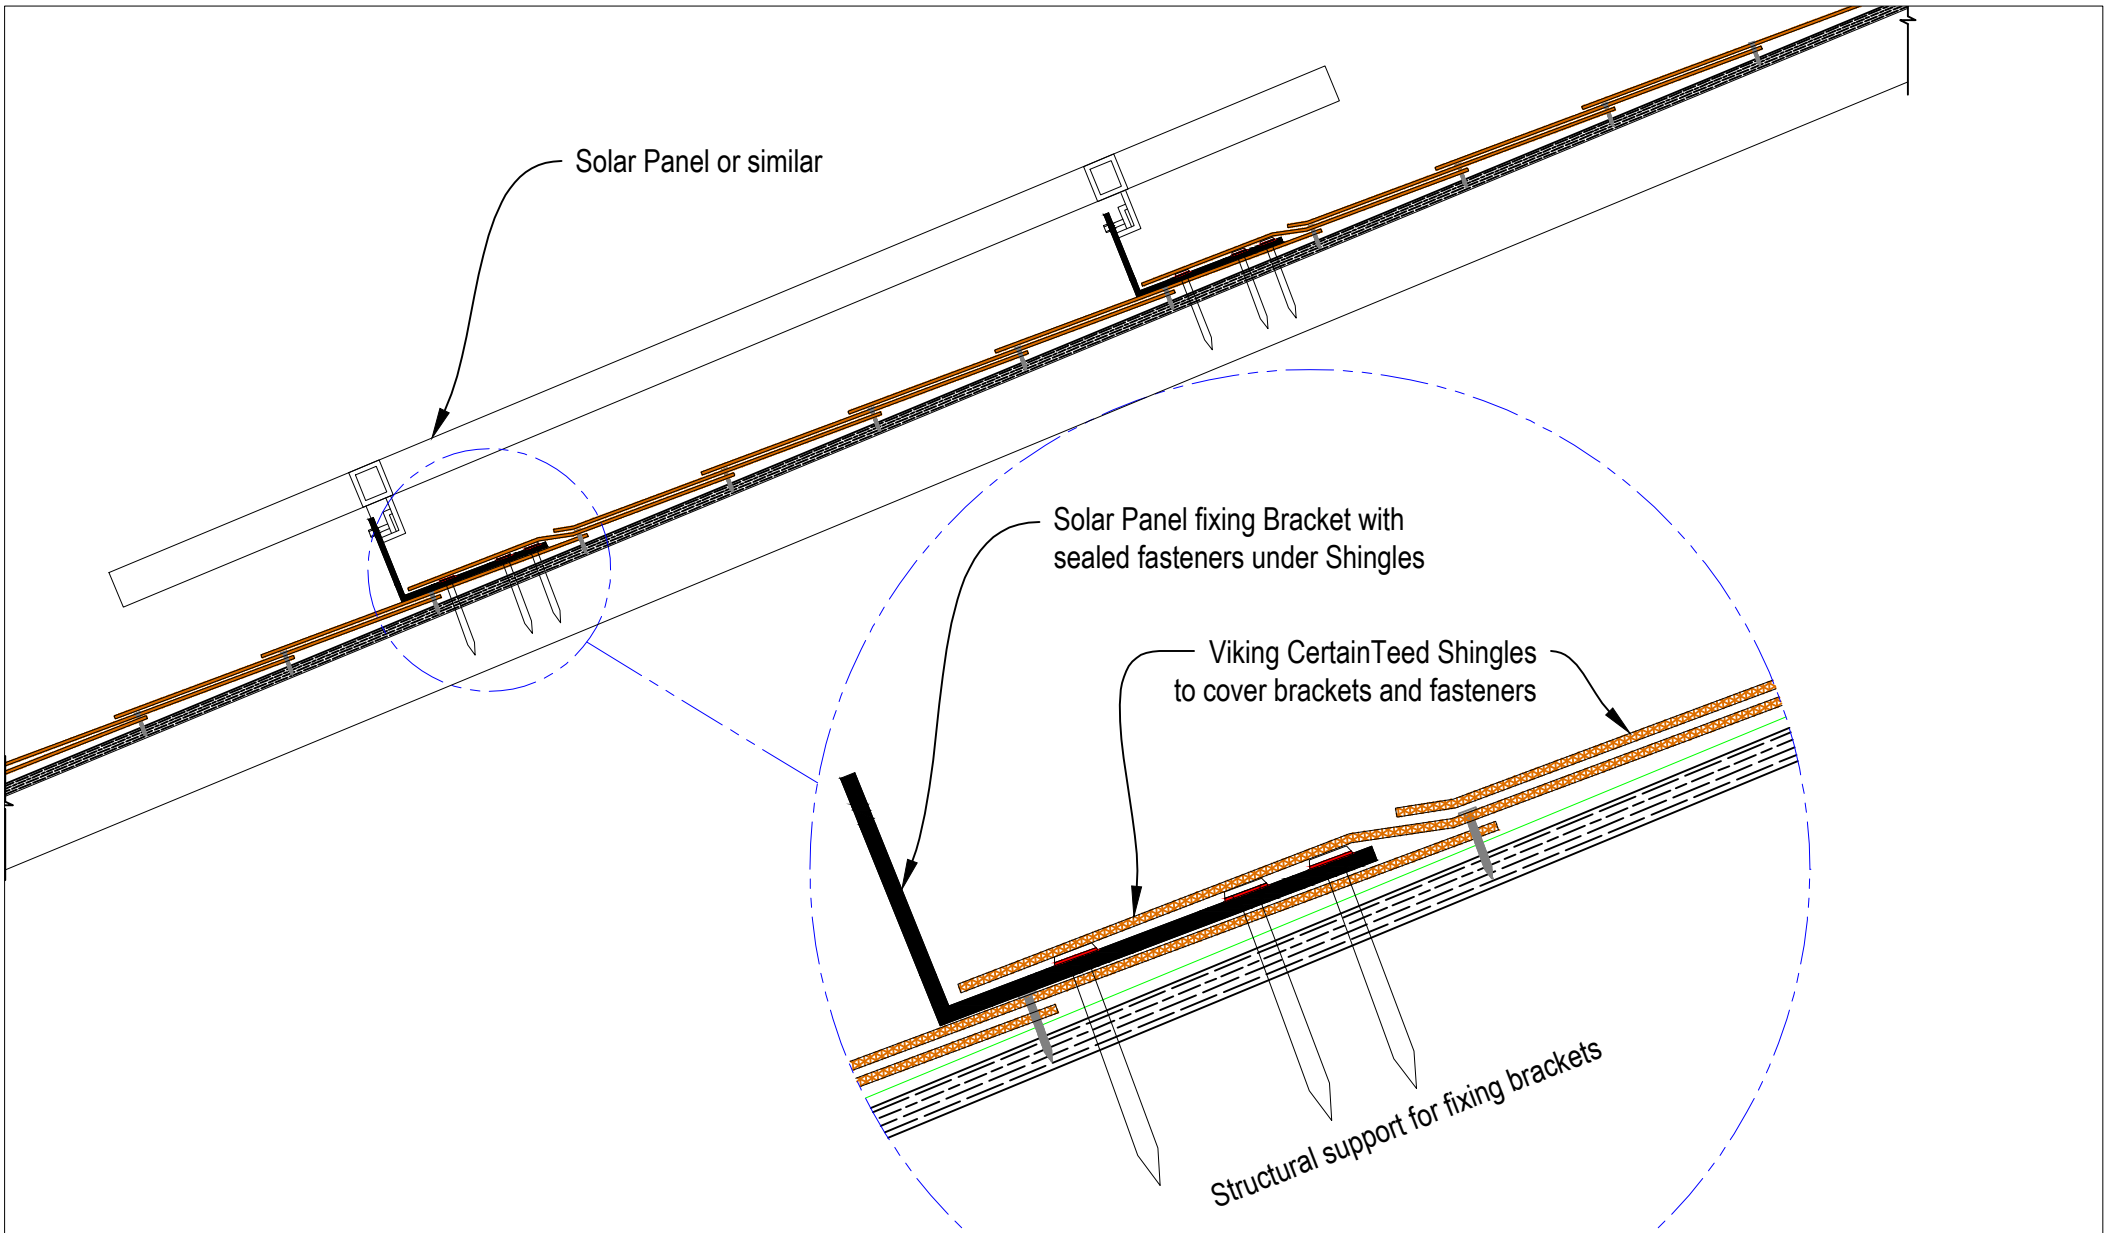 Solar Panel or similar
Solar Panel fixing Bracket with
sealed fasteners under Shingles
Viking CertainTeed Shingles
to cover brackets and fasteners
Structural support for fixing brackets